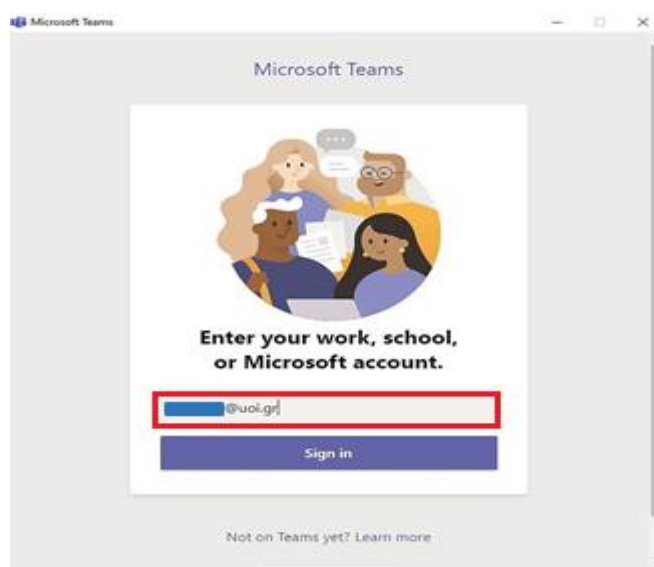 Microsoft Teams
Microsoft Teams
Enter your work, school,
or Microsoft account.
@uoi.gr
Sign in
Not on Teams yet? Learn more